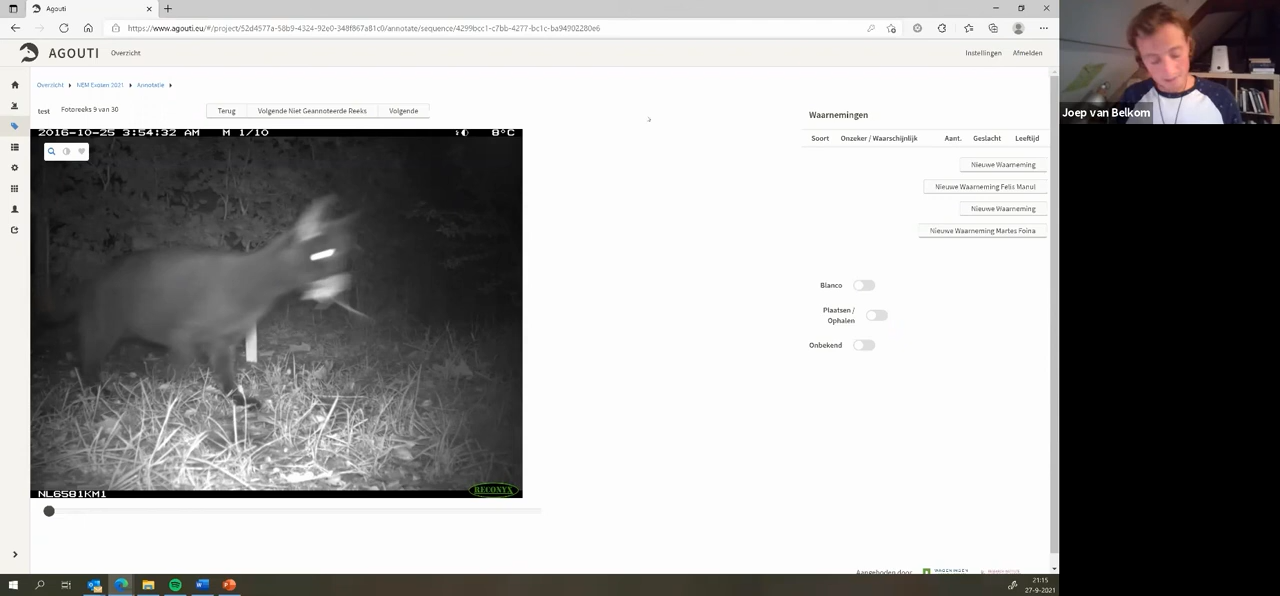 Agouti
https://www.agouti.eu/#/project/52d4577a-58b9-4324-92e0-348f867a81c0/annotate/sequence/4299bcc1-c7bb-4277-bc1c-ba94902280e6
AGOUTI
Overzicht
Instellingen
Afmelden
Overzicht
NEM Exoten 2021
Annotatie
test
Fotoreeks 9 van 30
Terug
Volgende Niet Geannoteerde Reeks
Volgende
2016-10-25 3:54:32 AM M 1/10 8°C
NL6581KM1
RECONYX
Waarnemingen
Soort Onzeker / Waarschijnlijk Aant. Geslacht Leeftijd
Nieuwe Waarneming
Nieuwe Waarneming Felis Manul
Nieuwe Waarneming
Nieuwe Waarneming Martes Foina
Blanco
Plaatsen /
Ophalen
Onbekend
Aangeboden door
WAGENINGEN
Joep van Belkom
21:15
27-9-2021